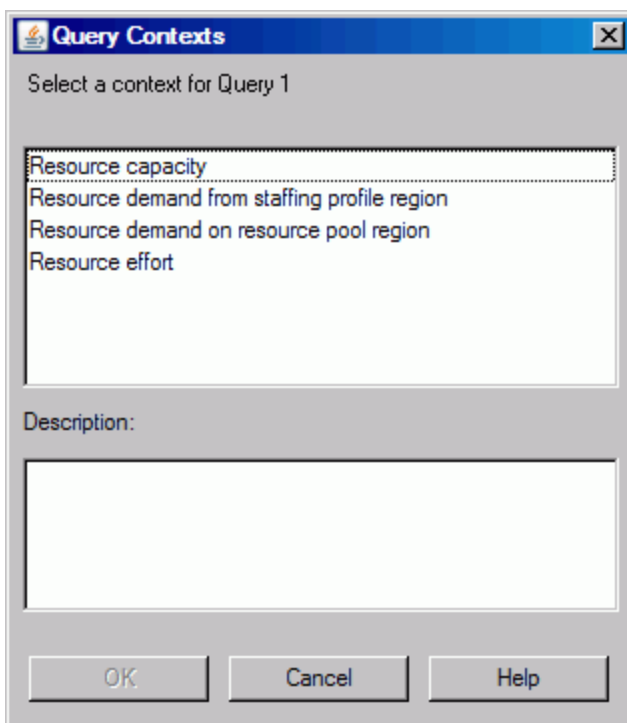 Query Contexts
Select a context for Query 1
Resource capacity
Resource demand from staffing profile region
Resource demand on resource pool region
Resource effort
Description:
OK
Cancel
Help